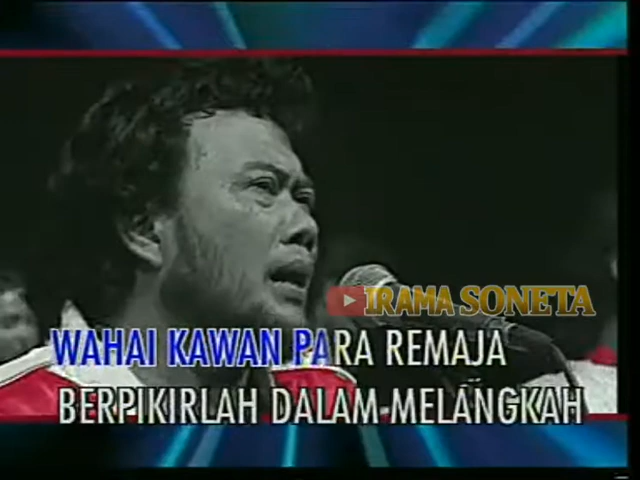 IRAMA SONETA
WAHAI KAWAN PARA REMAJA
BERPIKIRLAH DALAM MELANGKAH